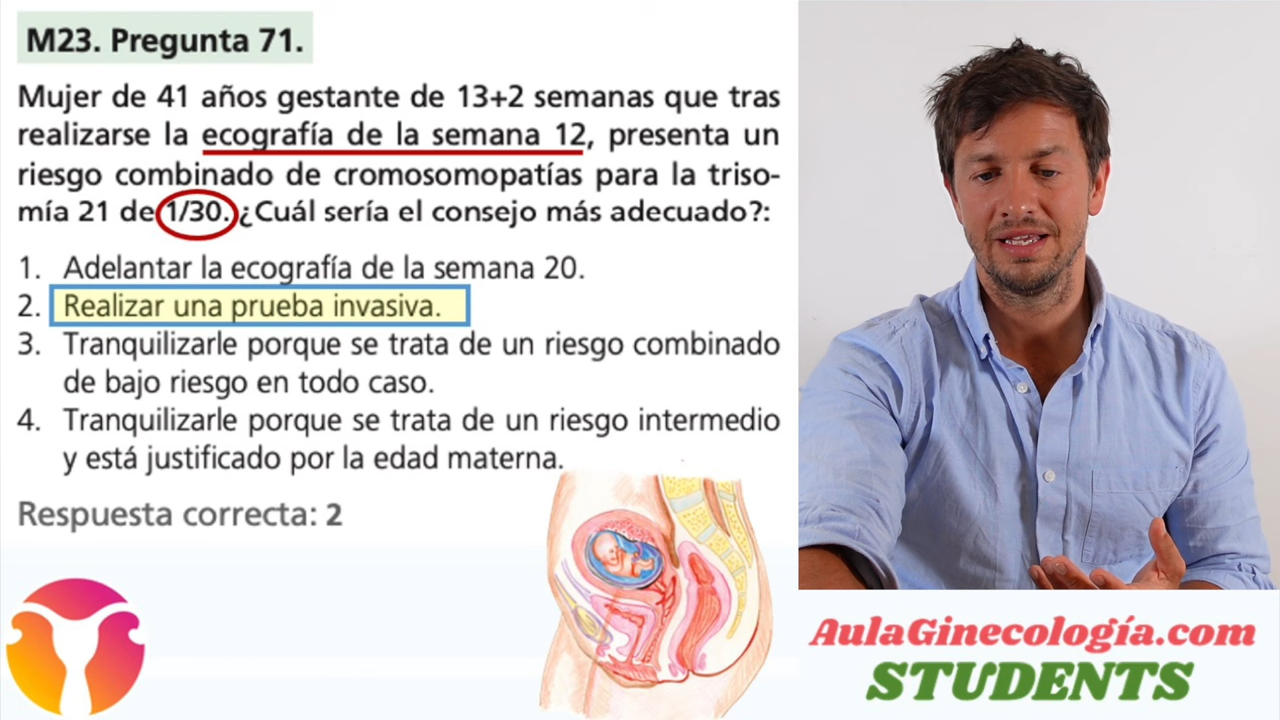 M23. Pregunta 71.
Mujer de 41 años gestante de 13+2 semanas que tras
realizarse la ecografía de la semana 12, presenta un
riesgo combinado de cromosomopatías para la triso-
mía 21 de 1/30. ¿Cuál sería el consejo más adecuado?:
1. Adelantar la ecografía de la semana 20.
2. Realizar una prueba invasiva.
3. Tranquilizarle porque se trata de un riesgo combinado
de bajo riesgo en todo caso.
4. Tranquilizarle porque se trata de un riesgo intermedio
y está justificado por la edad materna.
Respuesta correcta: 2
AulaGinecología.com
STUDENTS